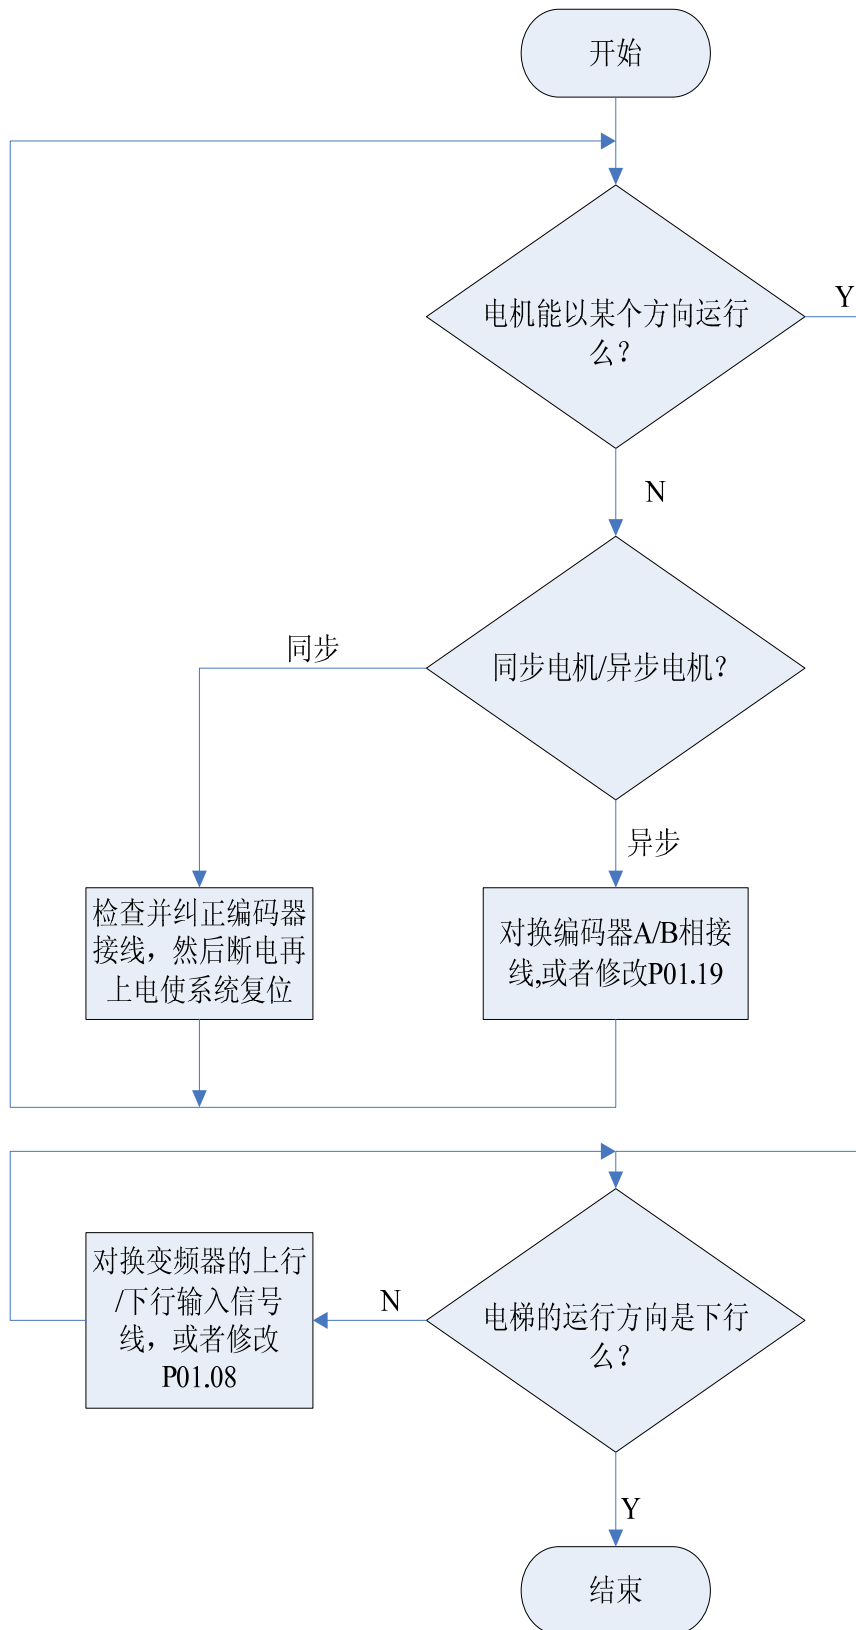 开始
Y
电机能以某个方向运行
么？
N
同步
同步电机/异步电机？
异步
检查并纠正编码器
接线，然后断电再
上电使系统复位
对换编码器A/B相接
线,或者修改P01.19
对换变频器的上行
/下行输入信号
线，或者修改
P01.08
N
电梯的运行方向是下行
么？
Y
结束